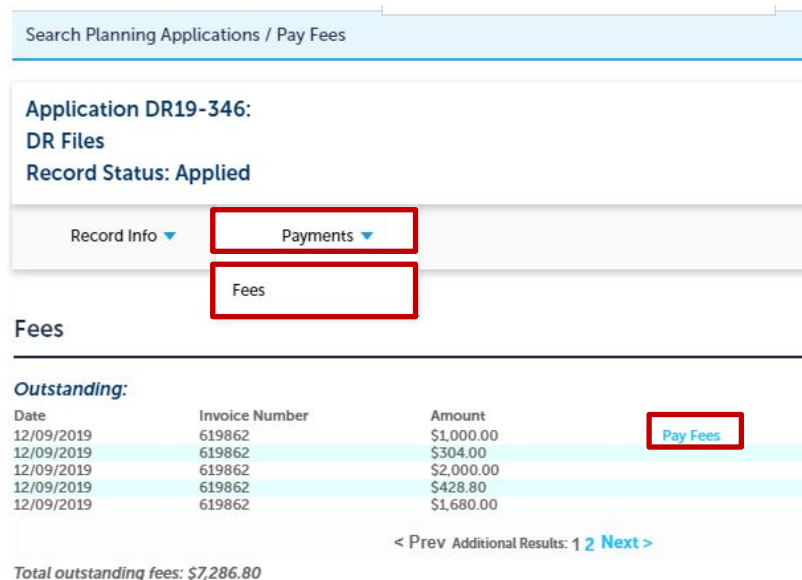 Search Planning Applications / Pay Fees
Application DR19-346:
DR Files
Record Status: Applied
Record Info Payments
Fees
Fees
Outstanding:
Date Invoice Number Amount
12/09/2019 619862 $1,000.00 Pay Fees
12/09/2019 619862 $304.00
12/09/2019 619862 $2,000.00
12/09/2019 619862 $428.80
12/09/2019 619862 $1,680.00
< Prev Additional Results: 1 2 Next >
Total outstanding fees: $7,286.80